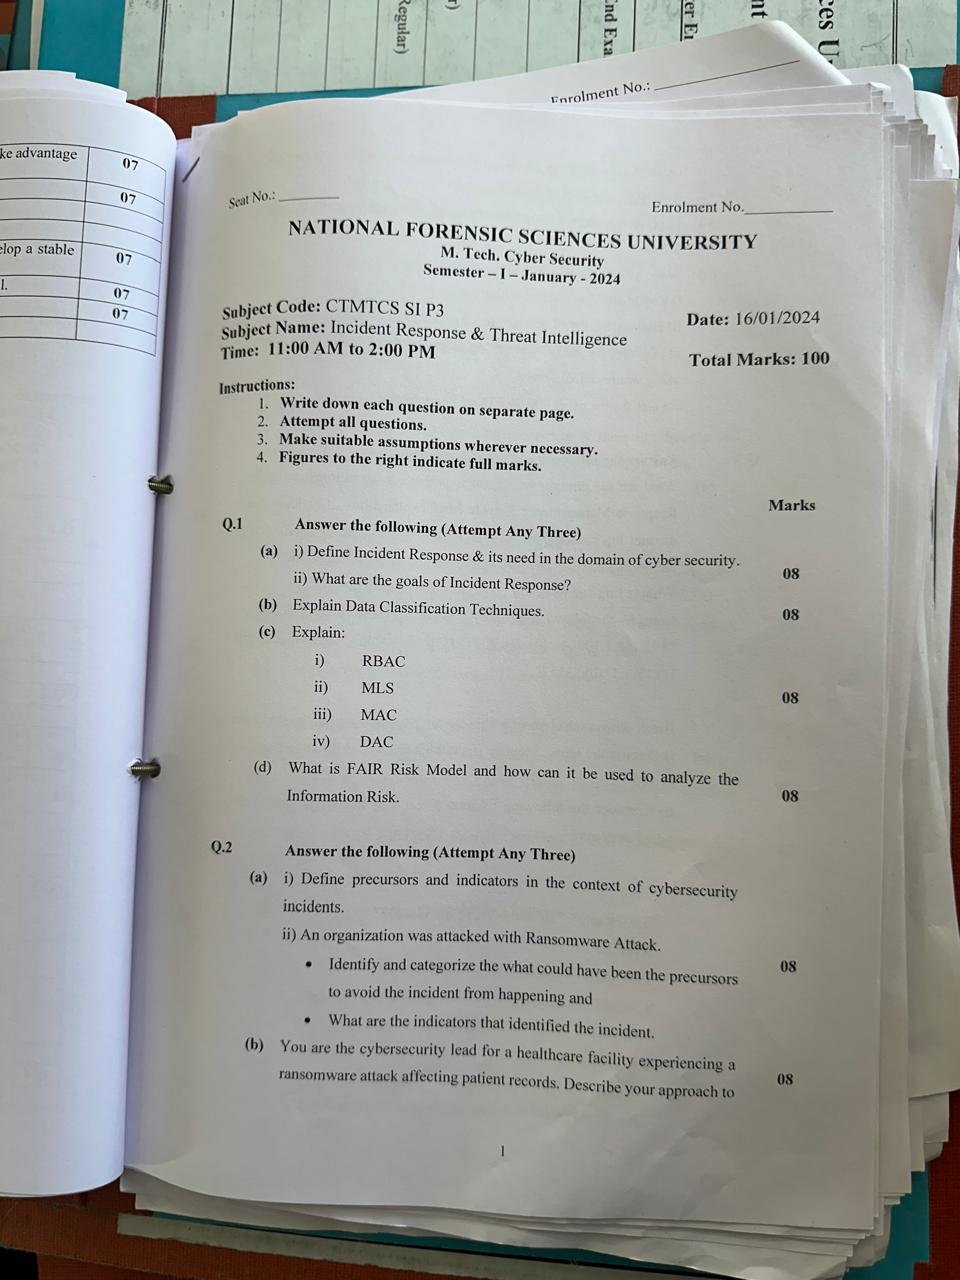 Regular)
r)
End Exa
er En
nt
ces U
Enrolment No.:
ke advantage 07
07
elop a stable 07
l.
07
07
Seat No.:
Enrolment No.
NATIONAL FORENSIC SCIENCES UNIVERSITY
M. Tech. Cyber Security
Semester – I – January - 2024
Subject Code: CTMTCS SI P3
Date: 16/01/2024
Subject Name: Incident Response & Threat Intelligence
Time: 11:00 AM to 2:00 PM
Total Marks: 100
Instructions:
1. Write down each question on separate page.
2. Attempt all questions.
3. Make suitable assumptions wherever necessary.
4. Figures to the right indicate full marks.
Marks
Q.1 Answer the following (Attempt Any Three)
(a) i) Define Incident Response & its need in the domain of cyber security.
08
ii) What are the goals of Incident Response?
(b) Explain Data Classification Techniques. 08
(c) Explain:
i) RBAC
ii) MLS
08
iii) MAC
iv) DAC
(d) What is FAIR Risk Model and how can it be used to analyze the
Information Risk. 08
Q.2 Answer the following (Attempt Any Three)
(a) i) Define precursors and indicators in the context of cybersecurity
incidents.
ii) An organization was attacked with Ransomware Attack.
08
• Identify and categorize the what could have been the precursors
to avoid the incident from happening and
• What are the indicators that identified the incident.
(b) You are the cybersecurity lead for a healthcare facility experiencing a
ransomware attack affecting patient records. Describe your approach to 08
1